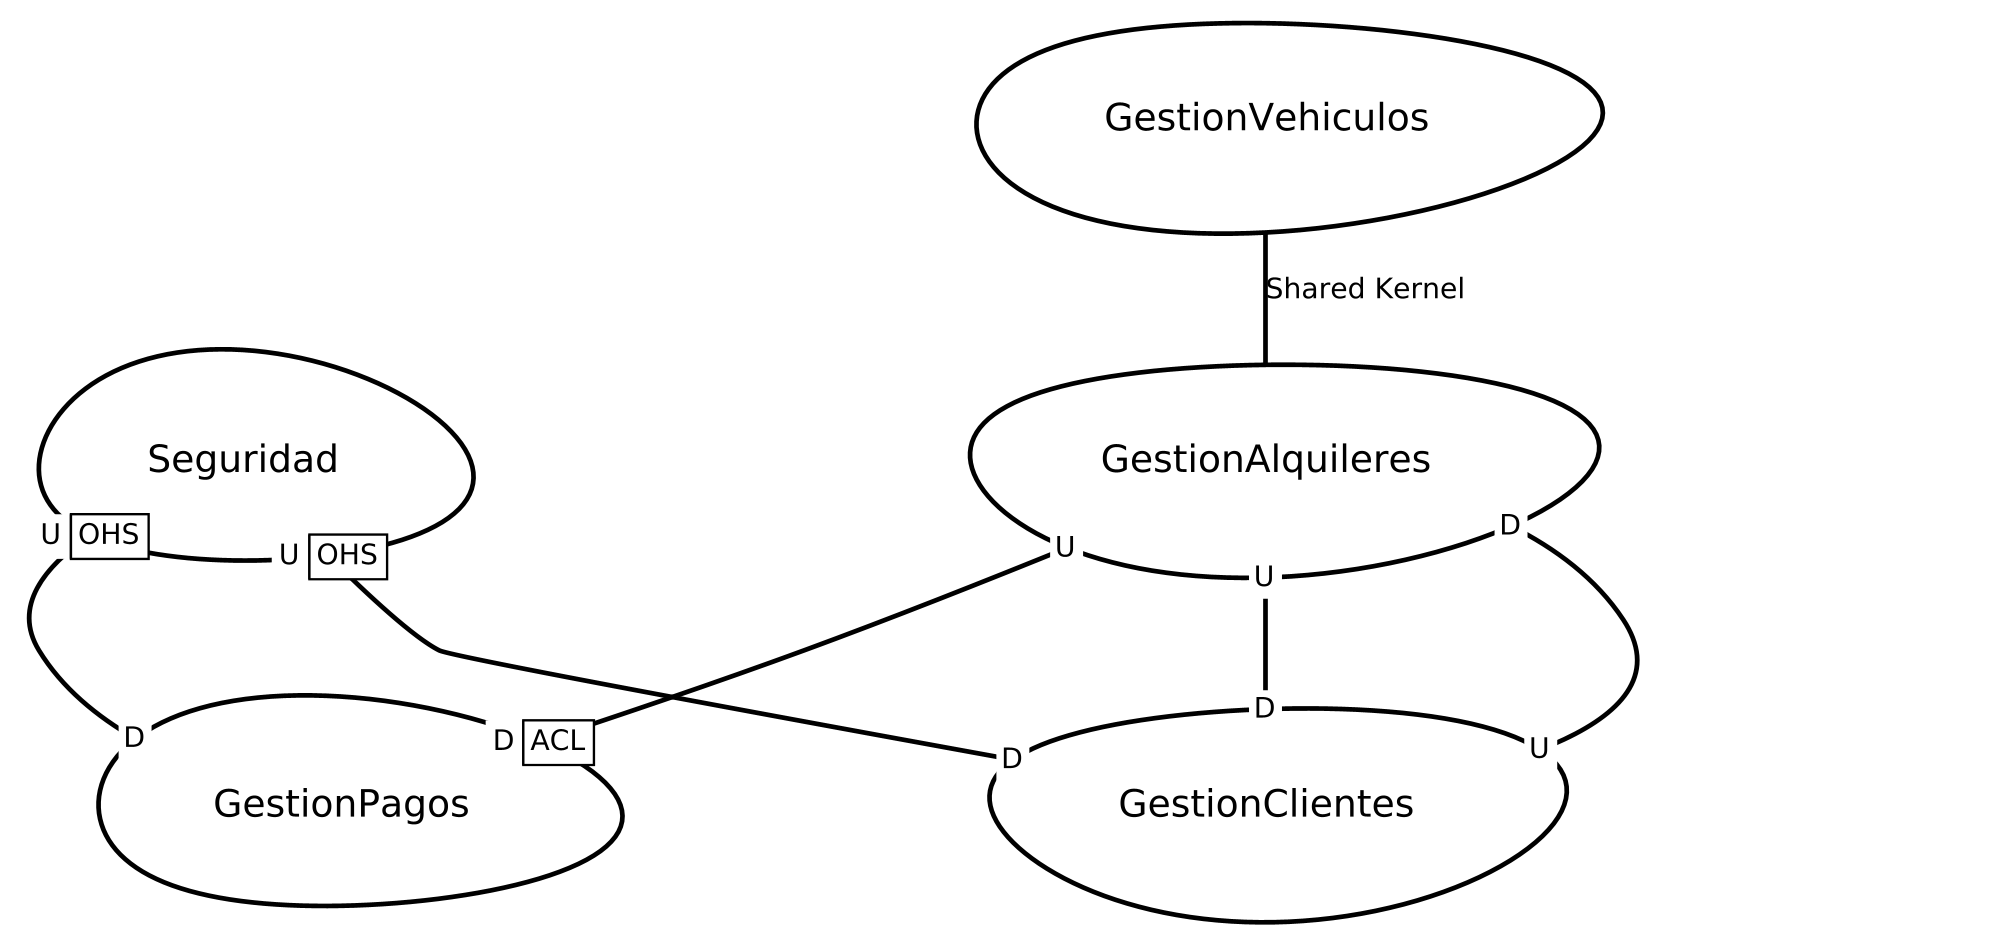 GestionVehiculos
Shared Kernel
Seguridad
GestionAlquileres
U OHS
U OHS
U
U
D
D
D ACL
D
D
U
GestionPagos
GestionClientes